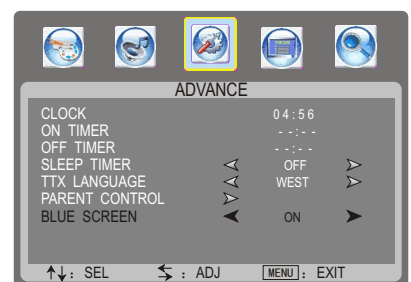 ADVANCE
CLOCK 04:56
ON TIMER --:--
OFF TIMER --:--
SLEEP TIMER OFF
TTX LANGUAGE WEST
PARENT CONTROL
BLUE SCREEN ON
: SEL : ADJ MENU : EXIT